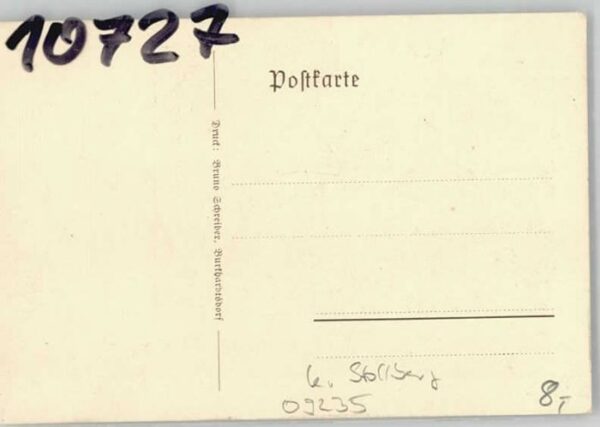 10727
Poſtkarte
Druck: Bruno Schreiber, Burkhardtsdorf
b. Stollberg
09235
8,-